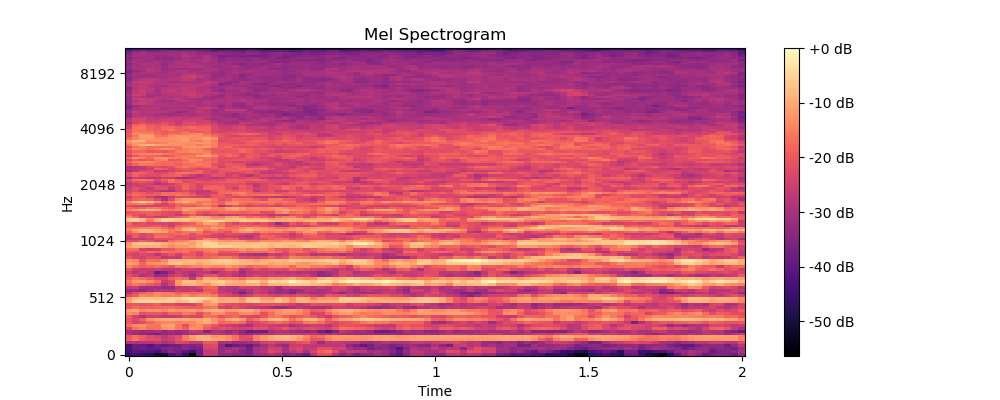 Mel Spectrogram
Hz
8192
4096
2048
1024
512
0
0 0.5 1 1.5 2
Time
+0 dB
-10 dB
-20 dB
-30 dB
-40 dB
-50 dB